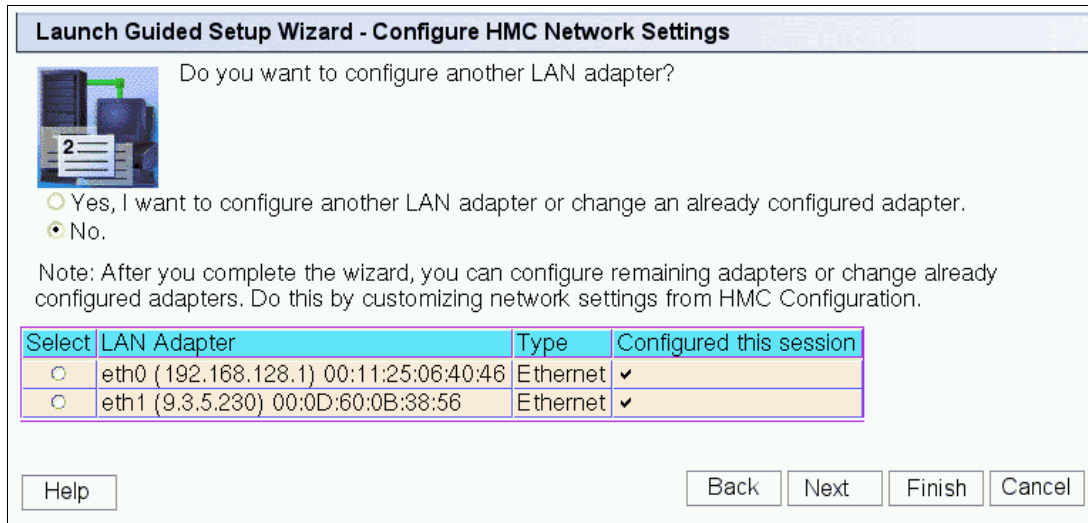 Launch Guided Setup Wizard - Configure HMC Network Settings
Do you want to configure another LAN adapter?
2
Yes, I want to configure another LAN adapter or change an already configured adapter.
No.
Note: After you complete the wizard, you can configure remaining adapters or change already
configured adapters. Do this by customizing network settings from HMC Configuration.
Select LAN Adapter Type Configured this session
eth0 (192.168.128.1) 00:11:25:06:40:46 Ethernet ✔
eth1 (9.3.5.230) 00:0D:60:0B:38:56 Ethernet ✔
Help Back Next Finish Cancel